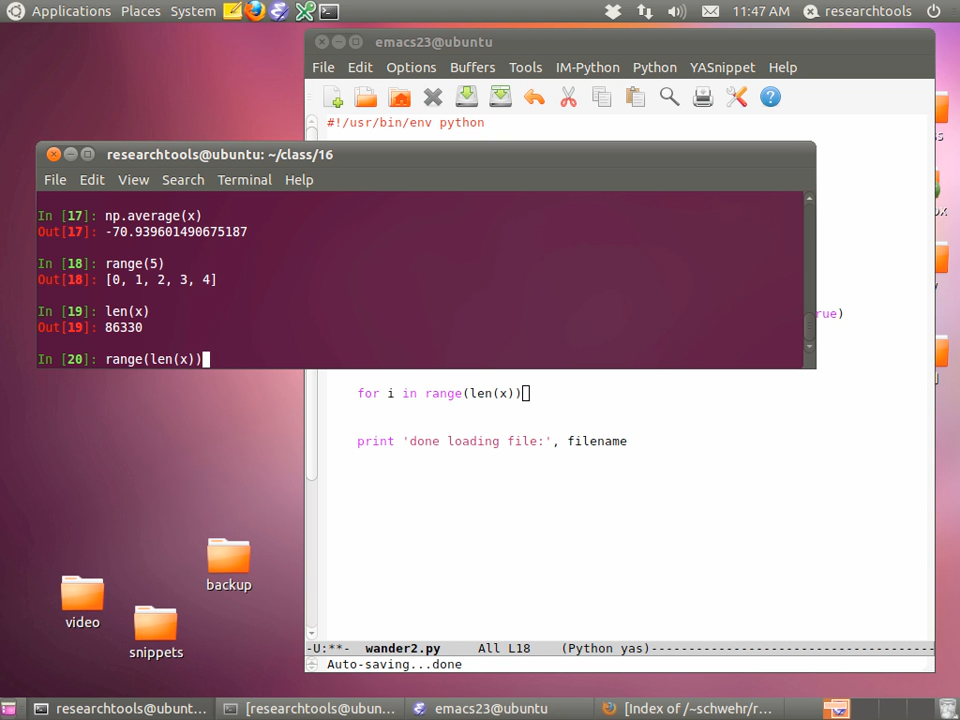 Applications Places System 11:47 AM researchtools
emacs23@ubuntu
File Edit Options Buffers Tools IM-Python Python YASnippet Help
#!/usr/bin/env python
researchtools@ubuntu: ~/class/16
File Edit View Search Terminal Help
In [17]: np.average(x)
Out[17]: -70.939601490675187
In [18]: range(5)
Out[18]: [0, 1, 2, 3, 4]
In [19]: len(x)
Out[19]: 86330
In [20]: range(len(x))
rue)
for i in range(len(x))
print 'done loading file:', filename
backup
video
snippets
-U:**- wander2.py All L18 (Python yas)
Auto-saving...done
researchtools@ubunt... [researchtools@ubun... emacs23@ubuntu [Index of /~schwehr/r...